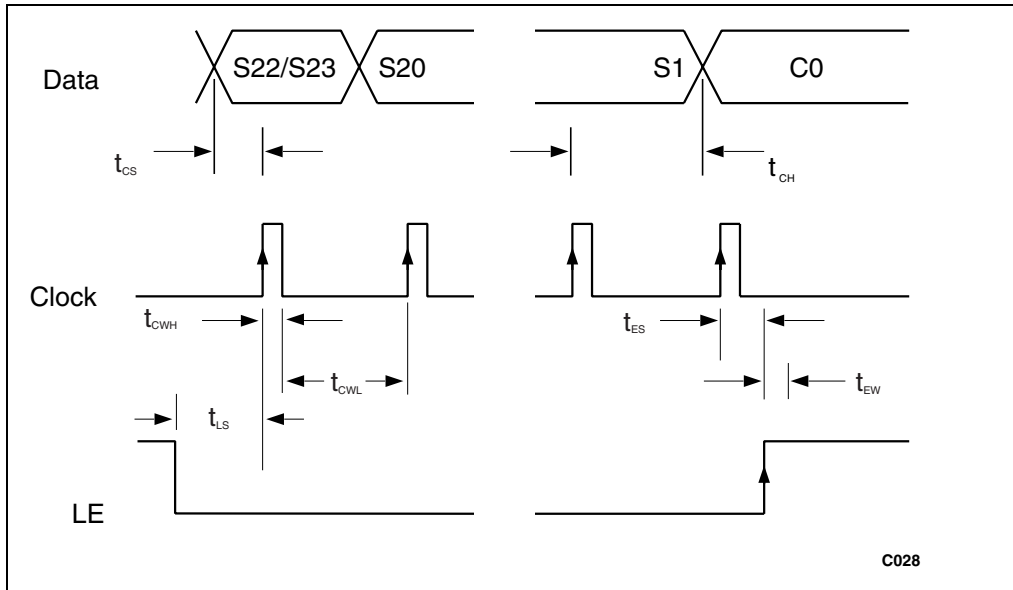 Data
S22/S23
S20
S1
C0
tCS
tCH
Clock
tCWH
tES
tCWL
tEW
tLS
LE
C028